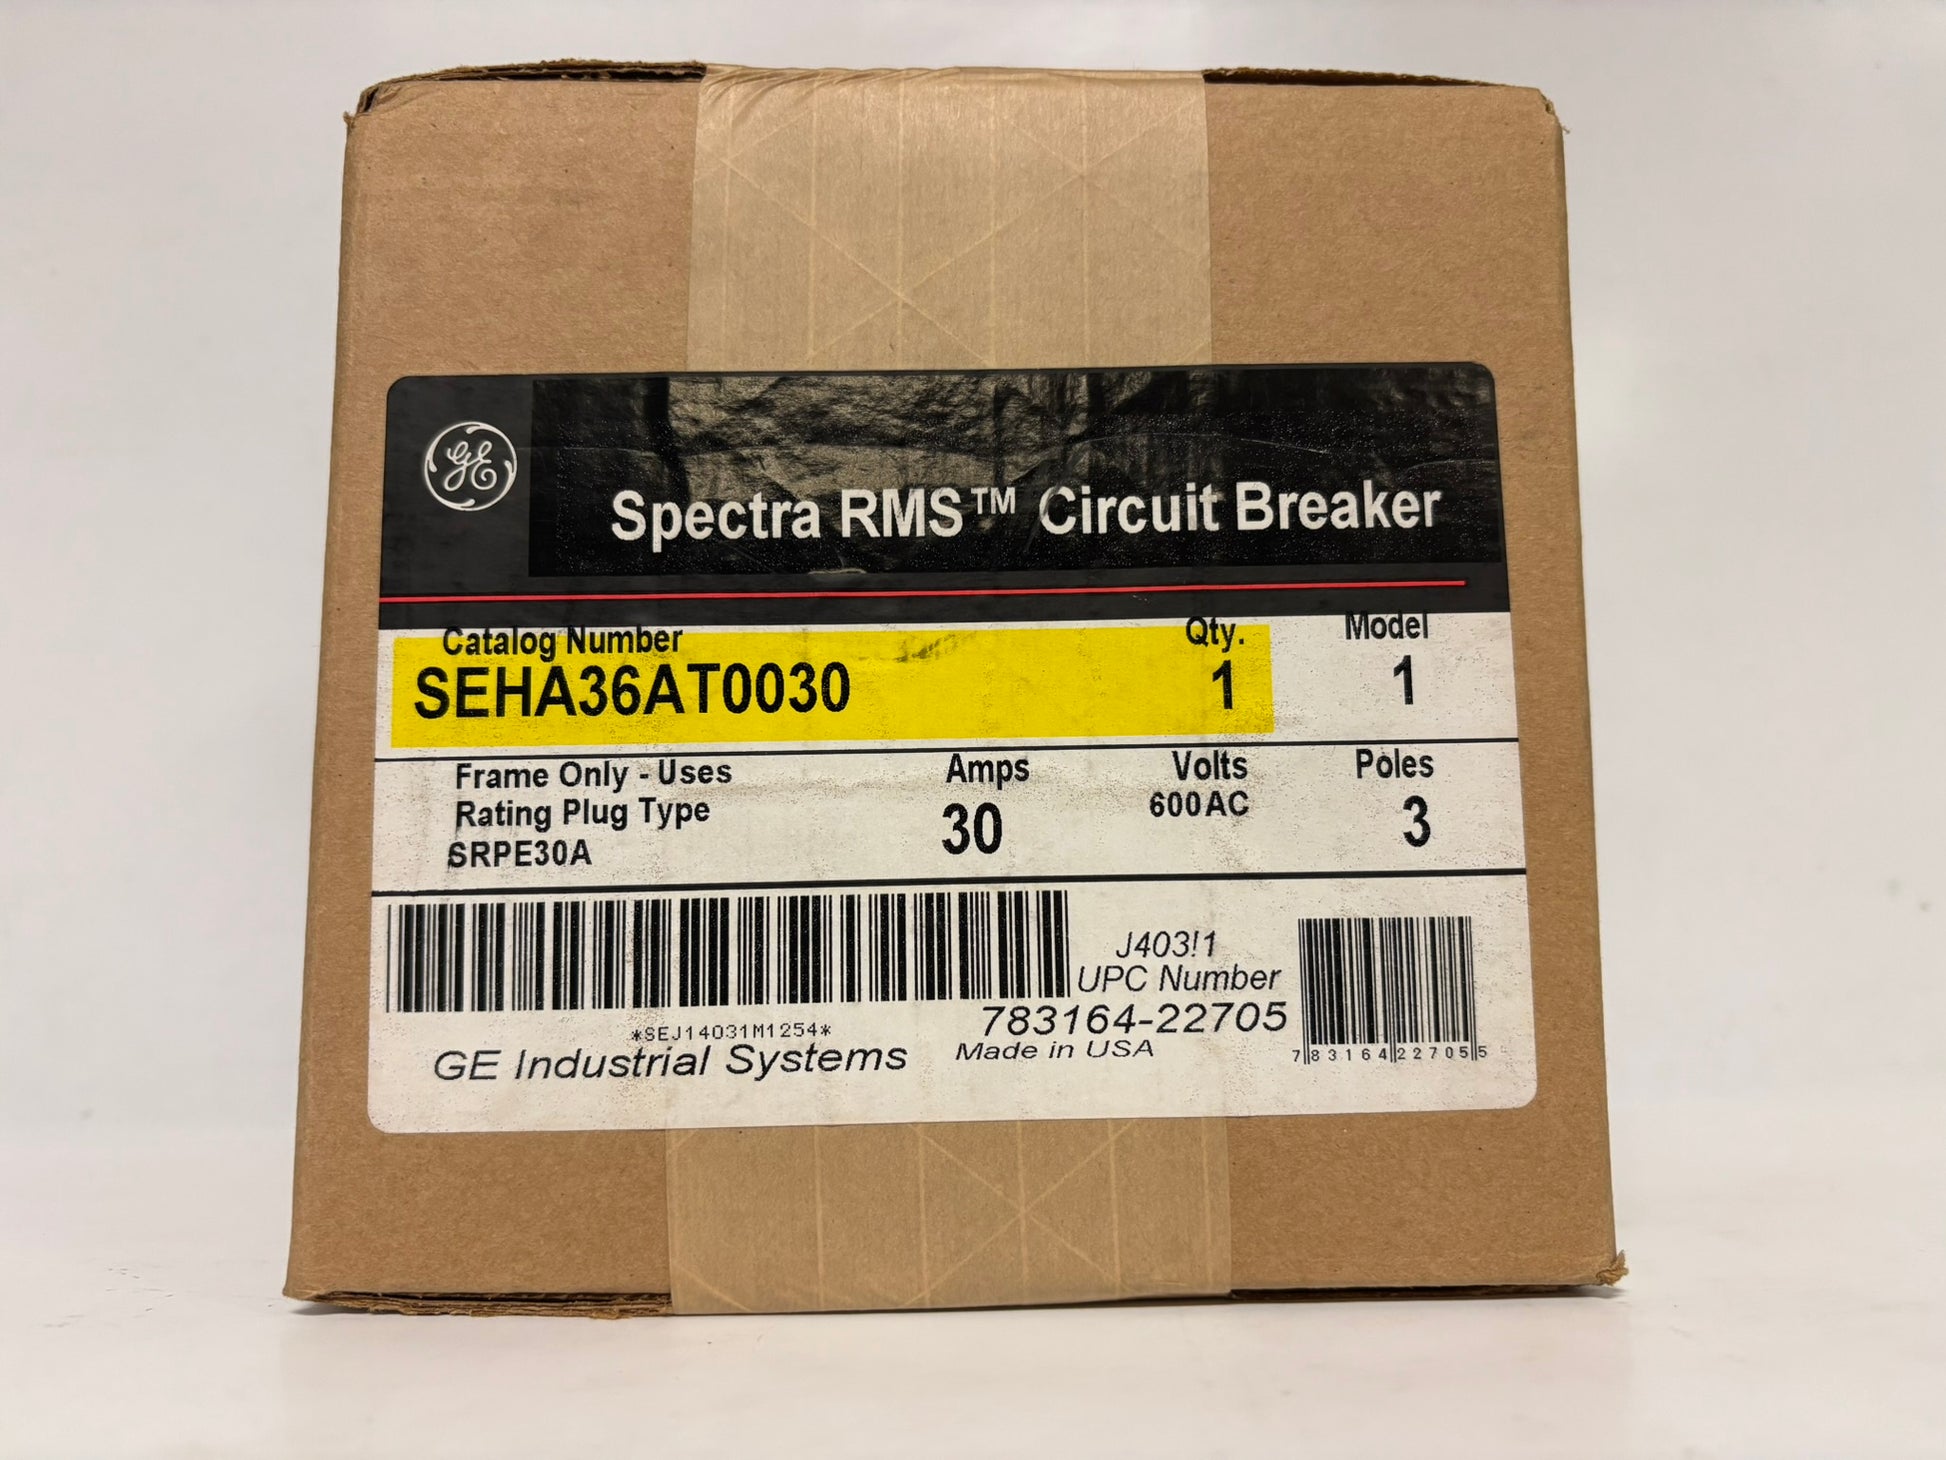 GE
Spectra RMS™ Circuit Breaker
Catalog Number Qty. Model
SEHA36AT0030 1 1
Frame Only - Uses Amps Volts Poles
Rating Plug Type 30 600AC 3
SRPE30A
J403!1
UPC Number
*SEJ14031M1254* 783164-22705
GE Industrial Systems Made in USA
7 83164 22705 5